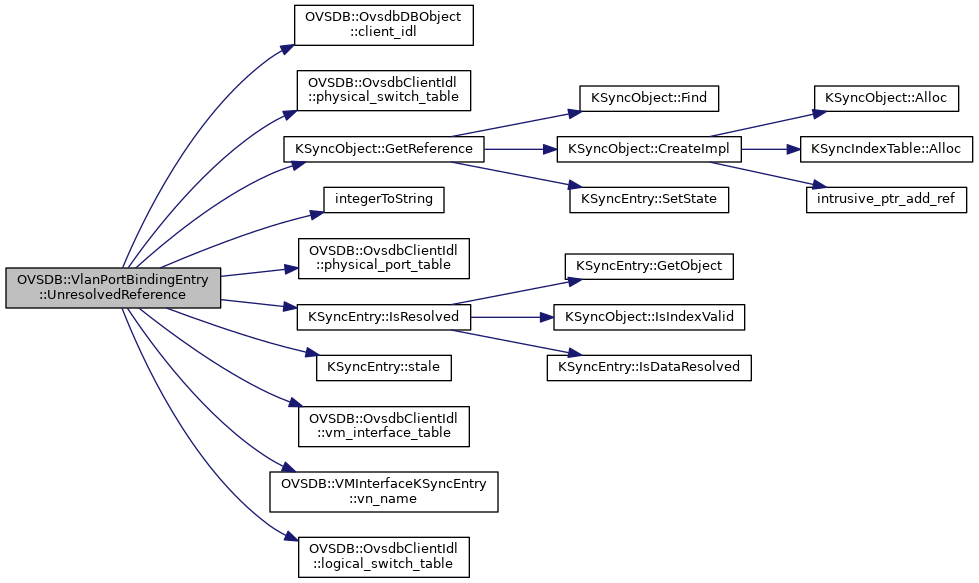 OVSDB::VlanPortBindingEntry
::UnresolvedReference
OVSDB::OvsdbDBObject
::client_idl
OVSDB::OvsdbClientIdl
::physical_switch_table
KSyncObject::GetReference
integerToString
OVSDB::OvsdbClientIdl
::physical_port_table
KSyncEntry::IsResolved
KSyncEntry::stale
OVSDB::OvsdbClientIdl
::vm_interface_table
OVSDB::VMInterfaceKSyncEntry
::vn_name
OVSDB::OvsdbClientIdl
::logical_switch_table
KSyncObject::Find
KSyncObject::CreateImpl
KSyncEntry::SetState
KSyncEntry::GetObject
KSyncObject::IsIndexValid
KSyncEntry::IsDataResolved
KSyncObject::Alloc
KSyncIndexTable::Alloc
intrusive_ptr_add_ref